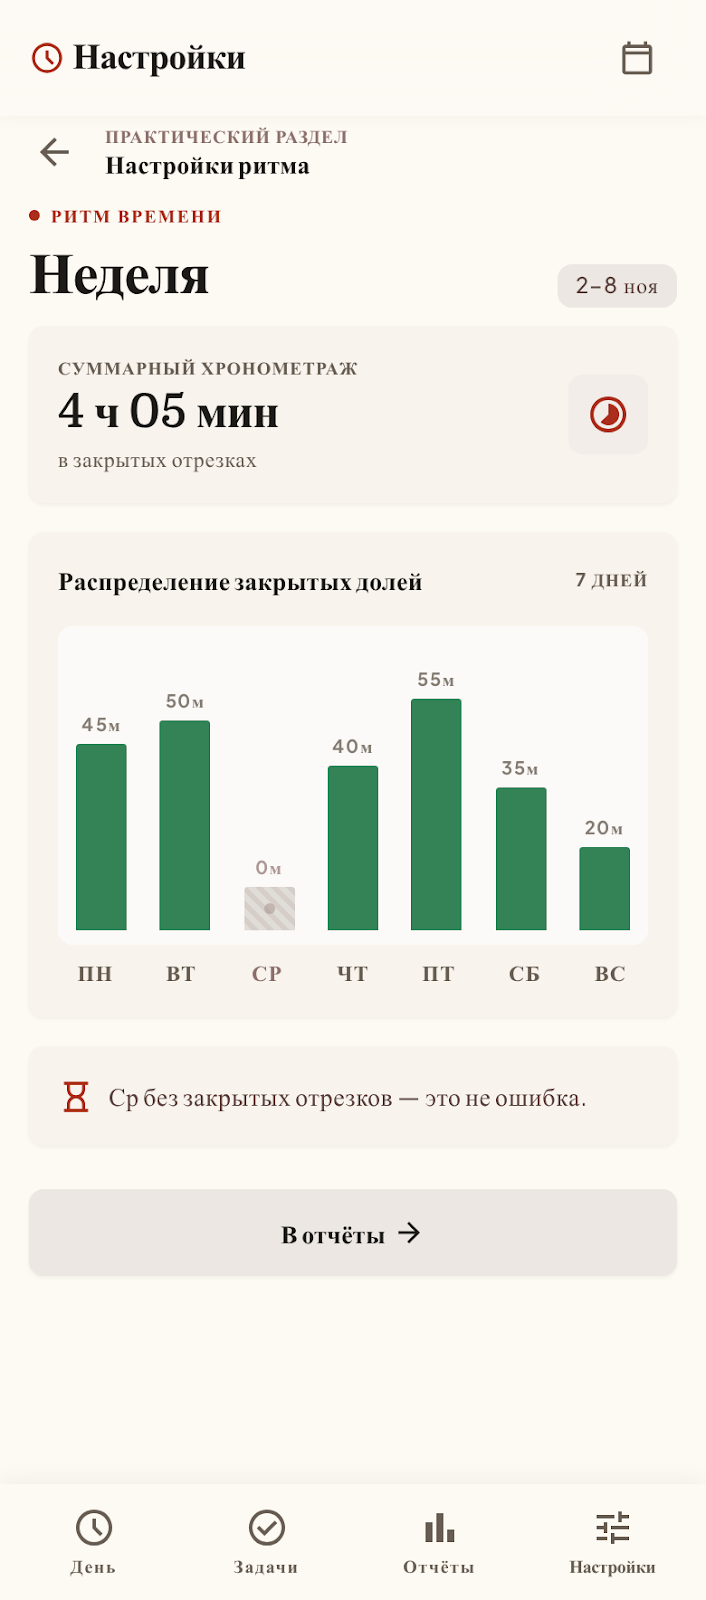 Настройки
ПРАКТИЧЕСКИЙ РАЗДЕЛ
Настройки ритма
РИТМ ВРЕМЕНИ
Неделя
2–8 ноя
СУММАРНЫЙ ХРОНОМЕТРАЖ
4 ч 05 мин
в закрытых отрезках
Распределение закрытых долей
7 ДНЕЙ
45м
50м
0м
40м
55м
35м
20м
ПН ВТ СР ЧТ ПТ СБ ВС
Ср без закрытых отрезков — это не ошибка.
В отчёты →
День Задачи Отчёты Настройки